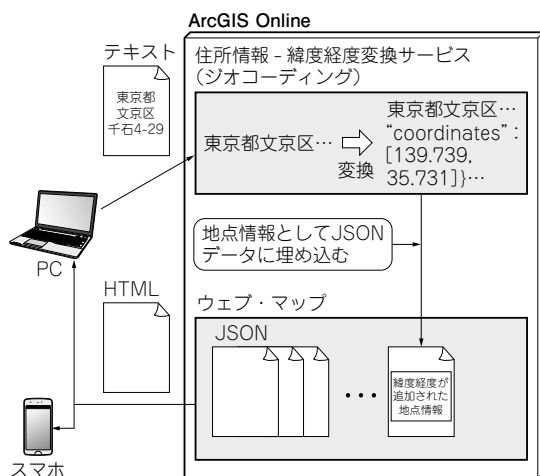 ArcGIS Online
テキスト
東京都
文京区
千石4-29
住所情報-緯度経度変換サービス
(ジオコーディング)
東京都文京区…
変換
東京都文京区…
“coordinates”:
[139.739,
35.731]}…
地点情報としてJSON
データに埋め込む
PC
HTML
ウェブ・マップ
JSON
…
緯度経度が
追加された
地点情報
スマホ